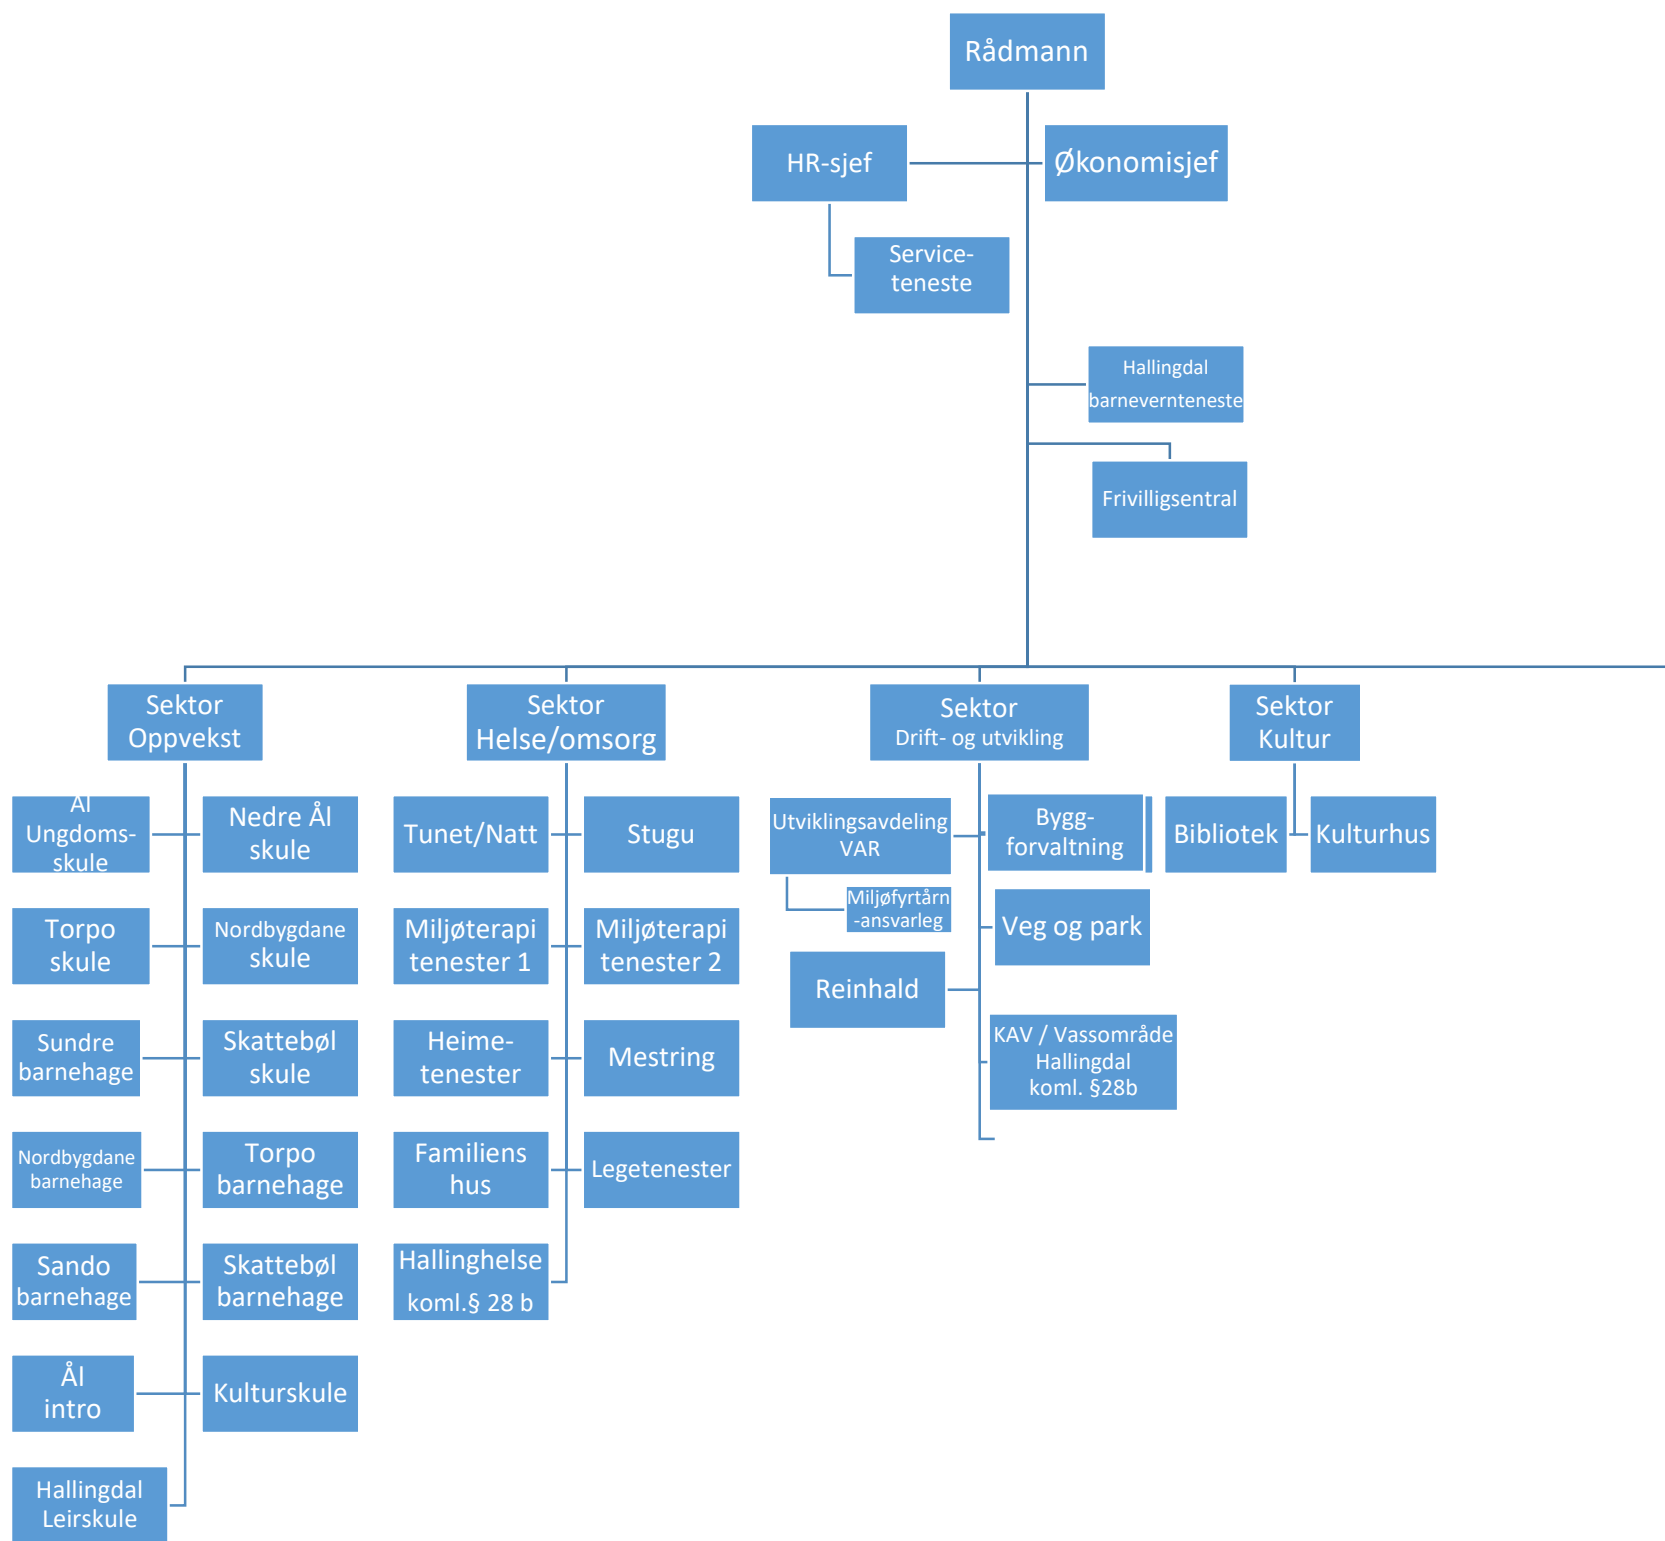 Rådmann
HR-sjef
Økonomisjef
Service-
teneste
Hallingdal
barnevernteneste
Frivilligsentral
Sektor
Oppvekst
Sektor
Helse/omsorg
Sektor
Drift- og utvikling
Sektor
Kultur
Ål
Ungdoms-
skule
Nedre Ål
skule
Torpo
skule
Nordbygdane
skule
Sundre
barnehage
Skattebøl
skule
Nordbygdane
barnehage
Torpo
barnehage
Sando
barnehage
Skattebøl
barnehage
Ål
intro
Kulturskule
Hallingdal
Leirskule
Tunet/Natt
Stugu
Miljøterapi
tenester 1
Miljøterapi
tenester 2
Heime-
tenester
Mestring
Familiens
hus
Legetenester
Hallinghelse
koml.§ 28 b
Utviklingsavdeling
VAR
Miljøfyrtårn
-ansvarleg
Bygg-
forvaltning
Veg og park
Reinhald
KAV / Vassområde
Hallingdal
koml. §28b
Bibliotek
Kulturhus